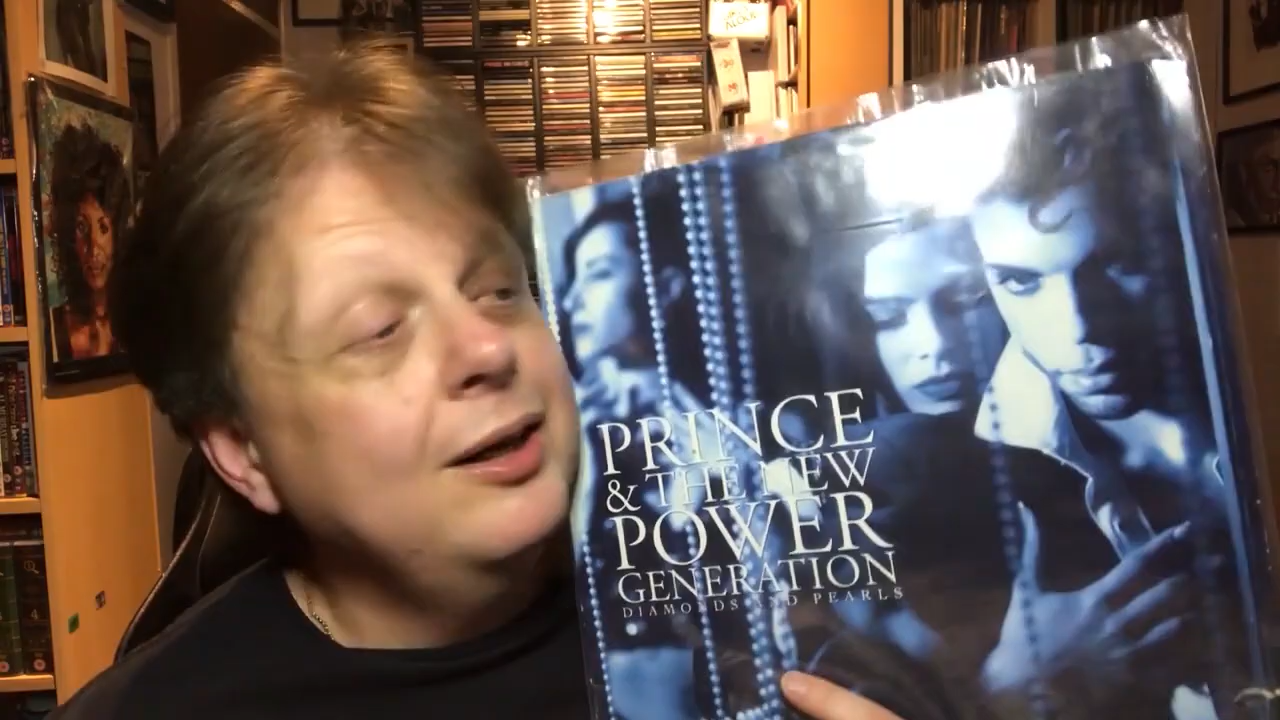 PRINCE
& THE NEW
POWER
GENERATION
DIAMONDS AND PEARLS